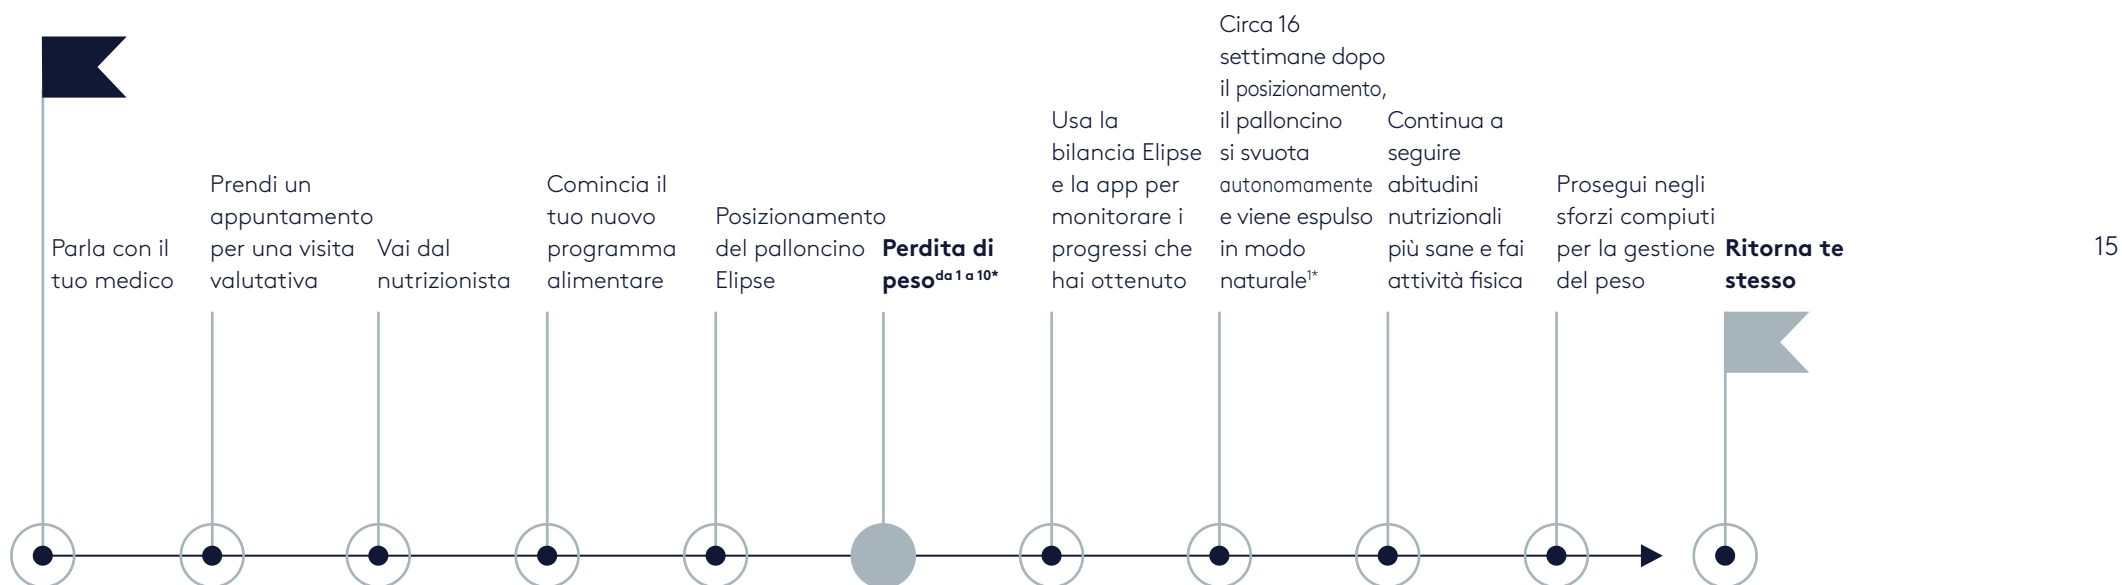 Parla con il
tuo medico
Prendi un
appuntamento
per una visita
valutativa
Vai dal
nutrizionista
Comincia il
tuo nuovo
programma
alimentare
Posizionamento
del palloncino
Elipse
Perdita di
peso da 1 a 10*
Usa la
bilancia Elipse
e la app per
monitorare i
progressi che
hai ottenuto
Circa 16
settimane dopo
il posizionamento,
il palloncino
si svuota
autonomamente
e viene espulso
in modo
naturale1*
Continua a
seguire
abitudini
nutrizionali
più sane e fai
attività fisica
Prosegui negli
sforzi compiuti
per la gestione
del peso
Ritorna te
stesso
15